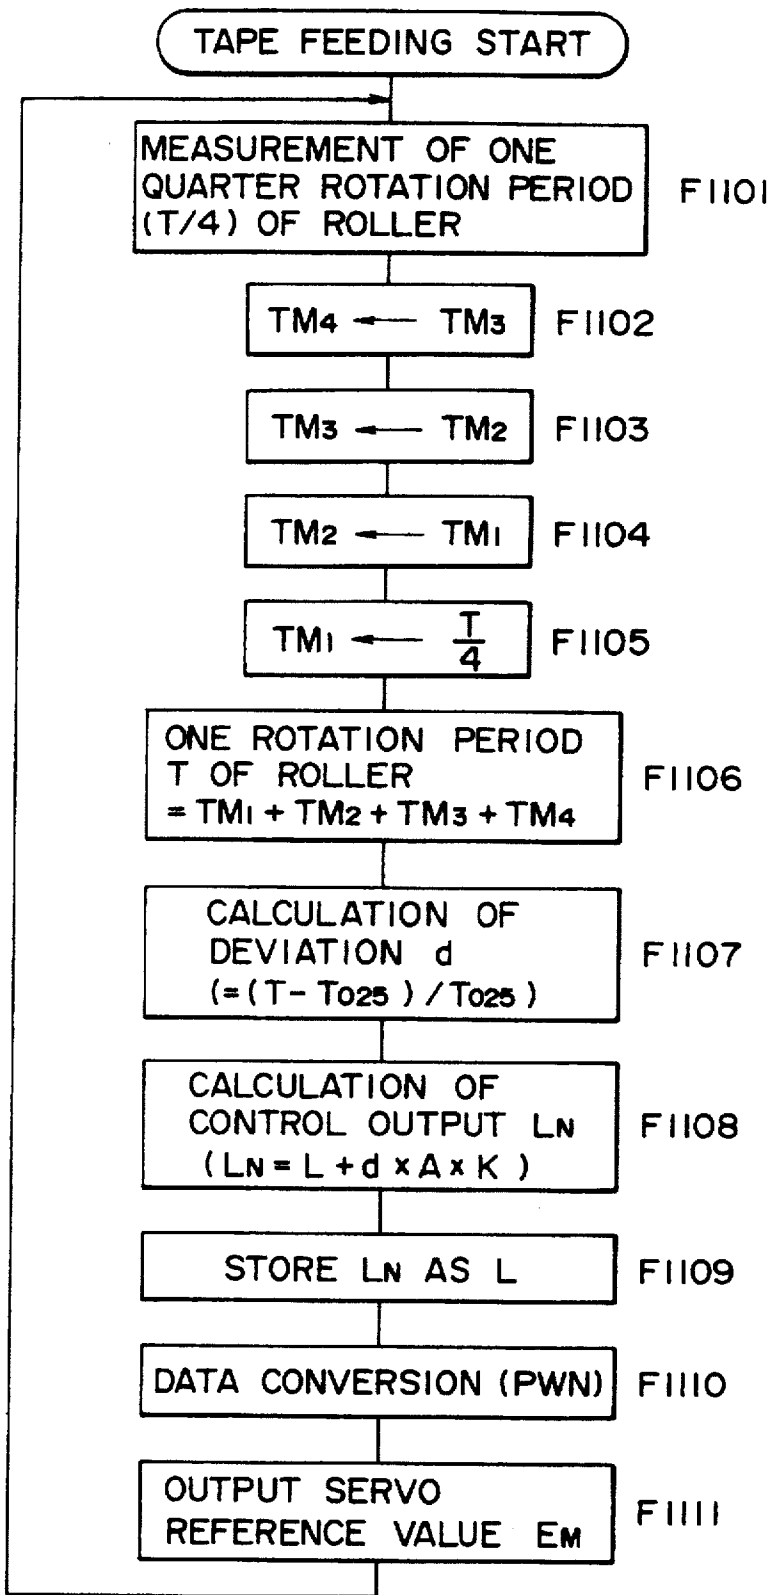 TAPE FEEDING START
MEASUREMENT OF ONE
QUARTER ROTATION PERIOD
(T/4) OF ROLLER
F1101
TM4 ← TM3
F1102
TM3 ← TM2
F1103
TM2 ← TM1
F1104
TM1 ← T/4
F1105
ONE ROTATION PERIOD
T OF ROLLER
= TM1 + TM2 + TM3 + TM4
F1106
CALCULATION OF
DEVIATION d
(=(T-T025)/T025)
F1107
CALCULATION OF
CONTROL OUTPUT LN
(LN = L + d × A × K)
F1108
STORE LN AS L
F1109
DATA CONVERSION (PWN)
F1110
OUTPUT SERVO
REFERENCE VALUE EM
F1111